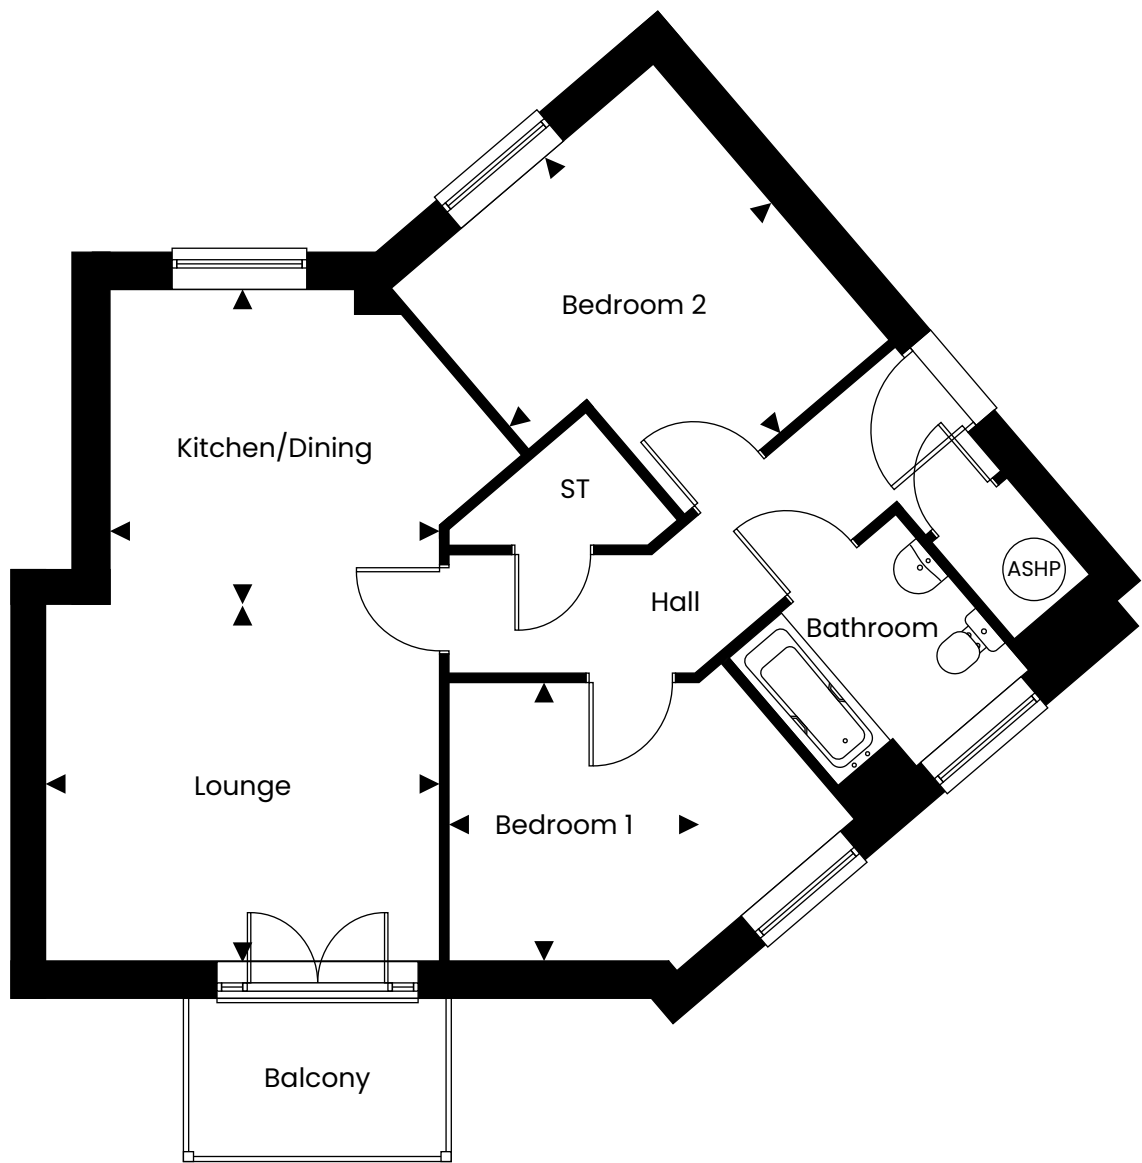 Bedroom 2
Kitchen/Dining
ST
ASHP
Hall
Bathroom
Lounge
Bedroom 1
Balcony